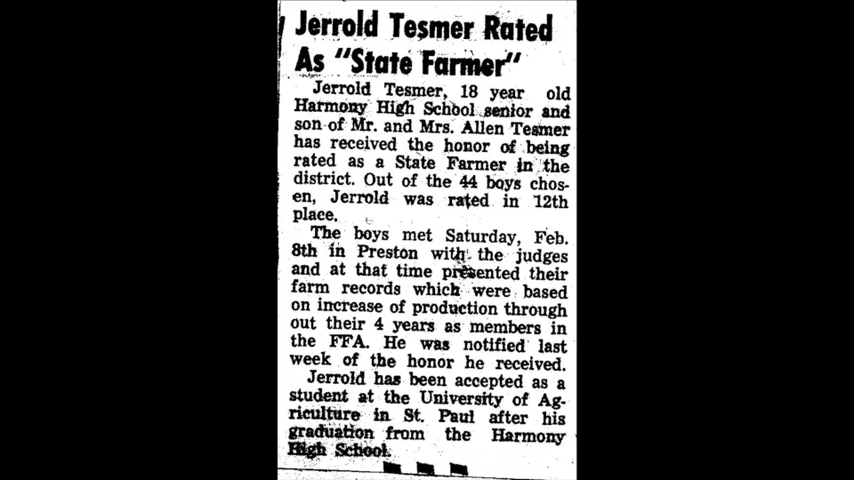 Jerrold Tesmer Rated
As "State Farmer"
Jerrold Tesmer, 18 year old
Harmony High School senior and
son of Mr. and Mrs. Allen Tesmer
has received the honor of being
rated as a State Farmer in the
district. Out of the 44 boys chos-
en, Jerrold was rated in 12th
place.
The boys met Saturday, Feb.
8th in Preston with the judges
and at that time presented their
farm records which were based
on increase of production through
out their 4 years as members in
the FFA. He was notified last
week of the honor he received.
Jerrold has been accepted as a
student at the University of Ag-
riculture in St. Paul after his
graduation from the Harmony
High School.